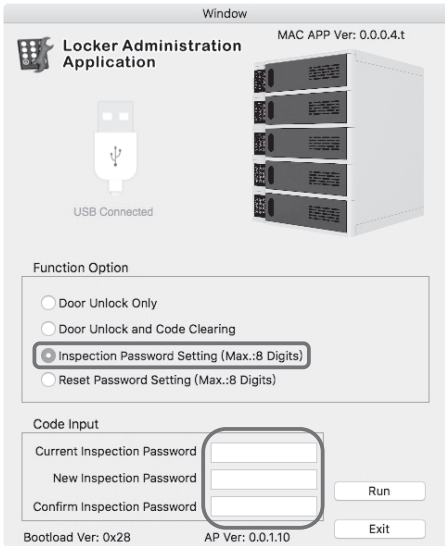 Window
MAC APP Ver: 0.0.0.4.t
Locker Administration
Application
USB Connected
Function Option
Door Unlock Only
Door Unlock and Code Clearing
Inspection Password Setting (Max.:8 Digits)
Reset Password Setting (Max.:8 Digits)
Code Input
Current Inspection Password
New Inspection Password
Confirm Inspection Password
Run
Exit
Bootload Ver: 0x28
AP Ver: 0.0.1.10